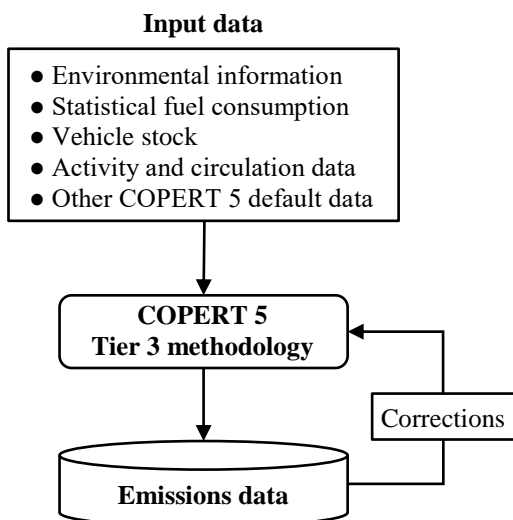 Input data
● Environmental information
● Statistical fuel consumption
● Vehicle stock
● Activity and circulation data
● Other COPERT 5 default data
COPERT 5
Tier 3 methodology
Corrections
Emissions data